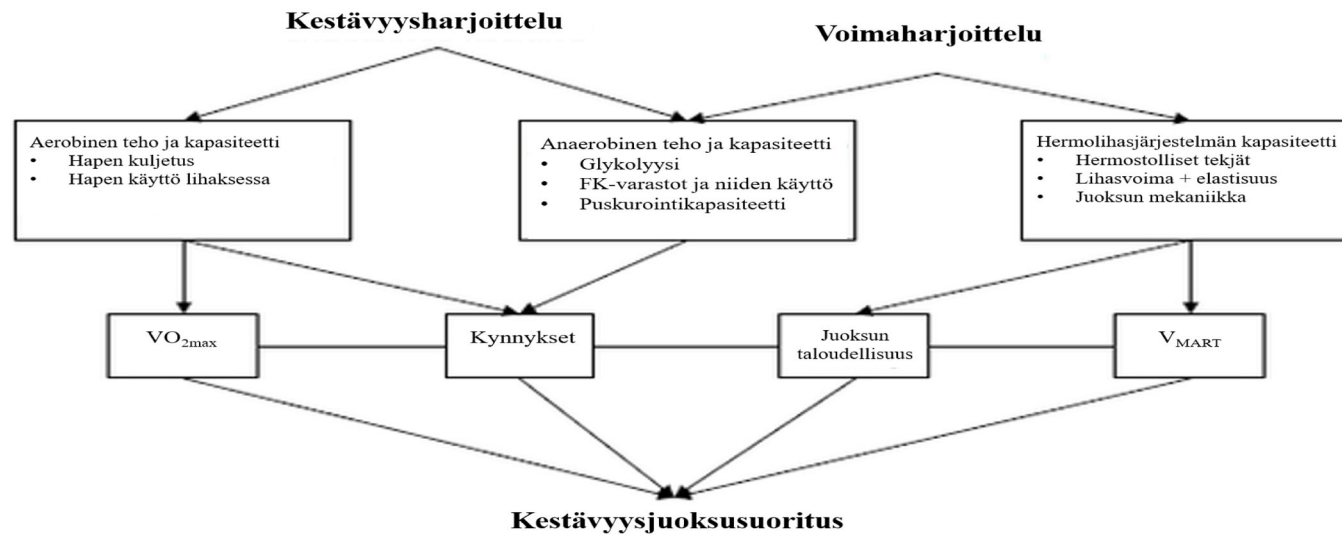 Kestävyysharjoittelu
Voimaharjoittelu
Aerobinen teho ja kapasiteetti
• Hapen kuljetus
• Hapen käyttö lihaksessa
Anaerobinen teho ja kapasiteetti
• Glykolyysi
• FK-varastot ja niiden käyttö
• Puskurointikapasiteetti
Hermolihasjärjestelmän kapasiteetti
• Hermostolliset tekjät
• Lihasvoima + elastisuus
• Juoksun mekaniikka
VO2max
Kynnykset
Juoksun
taloudellisuus
VMART
Kestävyysjuoksusuoritus